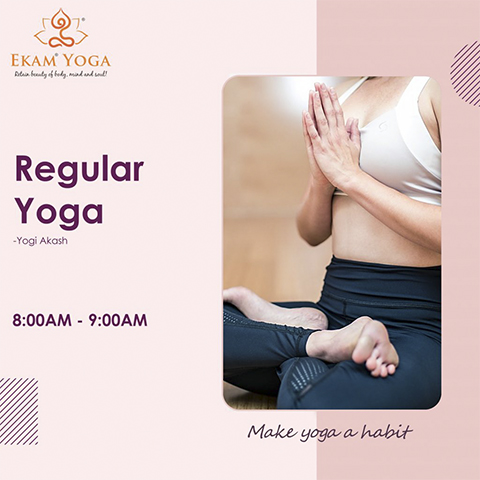 EKAM® YOGA
Retain beauty of body, mind and soul!
Regular
Yoga
-Yogi Akash
8:00AM - 9:00AM
Make yoga a habit